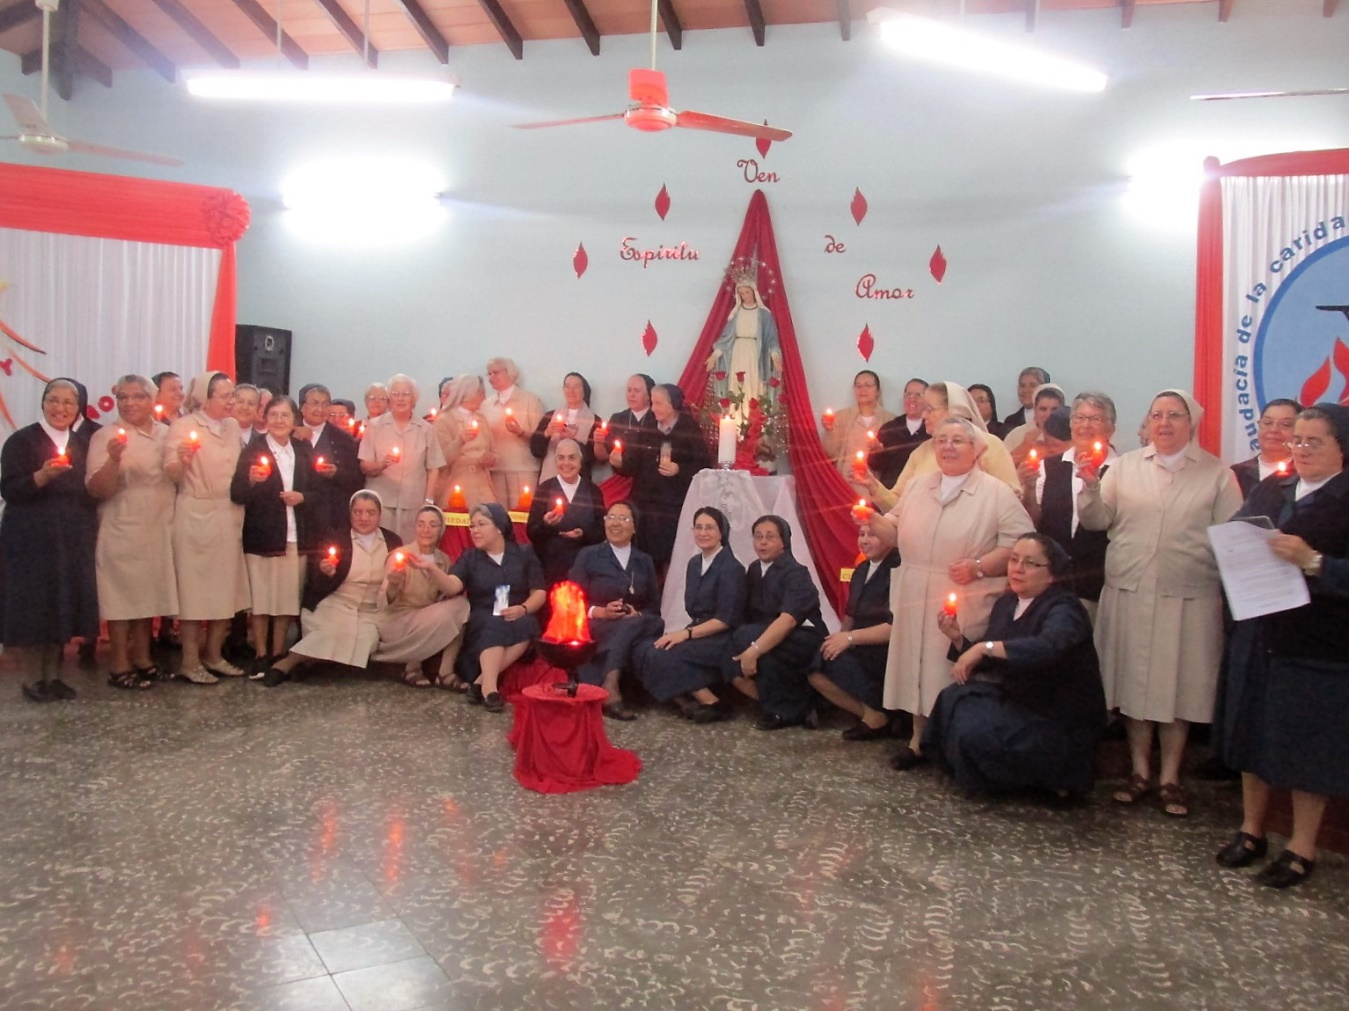 Ven
Espiritu
de
Amor
audacia de la carida